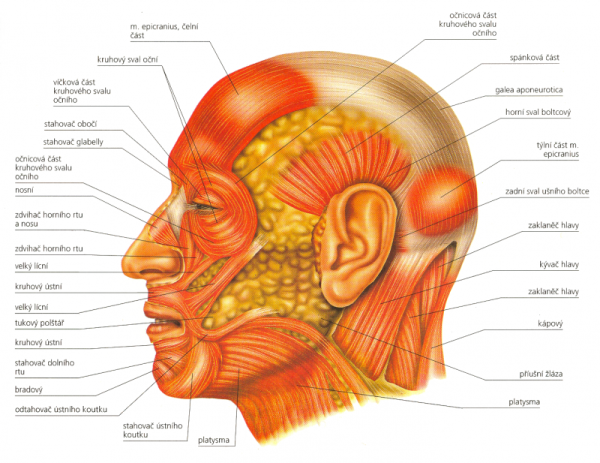 m. epicranius, čelní
část
kruhový sval oční
víčková část
kruhového svalu
očního
stahovač obočí
stahovač glabelly
očnicová část
kruhového svalu
očního
nosní
zdvihač horního rtu
a nosu
zdvihač horního rtu
velký lícní
kruhový ústní
velký lícní
tukový polštář
kruhový ústní
stahovač dolního
rtu
bradový
odtahovač ústního koutku
stahovač ústního
koutku
platysma
očnicová část
kruhového svalu
očního
spánková část
galea aponeurotica
horní sval boltcový
týlní část m.
epicranius
zadní sval ušního boltce
zaklaněč hlavy
kývač hlavy
zaklaněč hlavy
kápový
příušní žláza
platysma